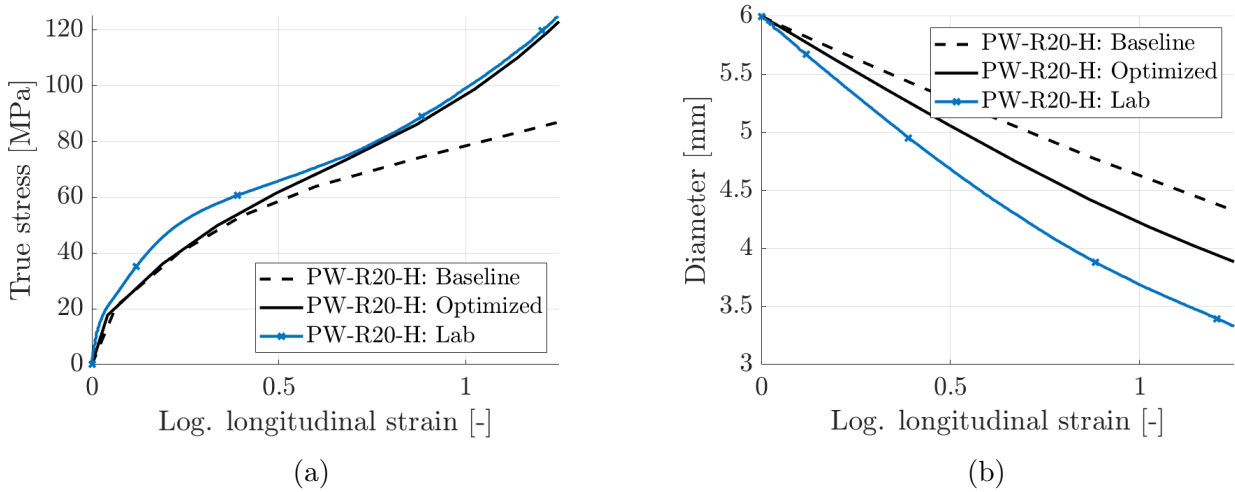 120
100
80
60
40
20
0
True stress [MPa]
PW-R20-H: Baseline
PW-R20-H: Optimized
PW-R20-H: Lab
0 0.5 1
Log. longitudinal strain [-]
(a)
6
5.5
5
4.5
4
3.5
3
Diameter [mm]
PW-R20-H: Baseline
PW-R20-H: Optimized
PW-R20-H: Lab
0 0.5 1
Log. longitudinal strain [-]
(b)